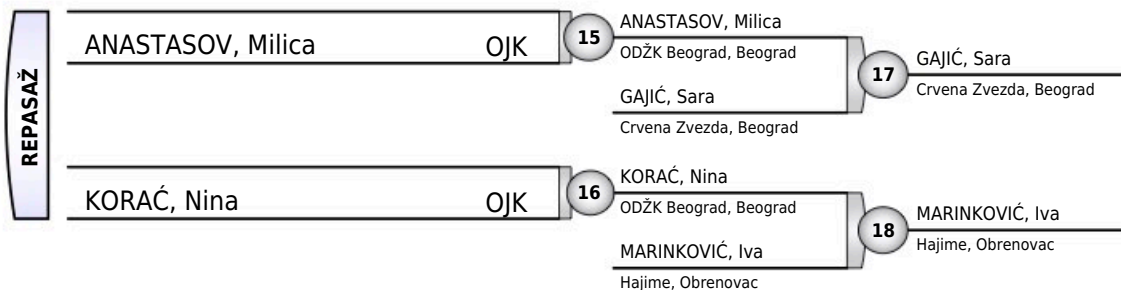 REPASAŽ
ANASTASOV, Milica OJK
15
ANASTASOV, Milica
ODŽK Beograd, Beograd
GAJIĆ, Sara
Crvena Zvezda, Beograd
17
GAJIĆ, Sara
Crvena Zvezda, Beograd
KORAĆ, Nina OJK
16
KORAĆ, Nina
ODŽK Beograd, Beograd
MARINKOVIĆ, Iva
Hajime, Obrenovac
18
MARINKOVIĆ, Iva
Hajime, Obrenovac